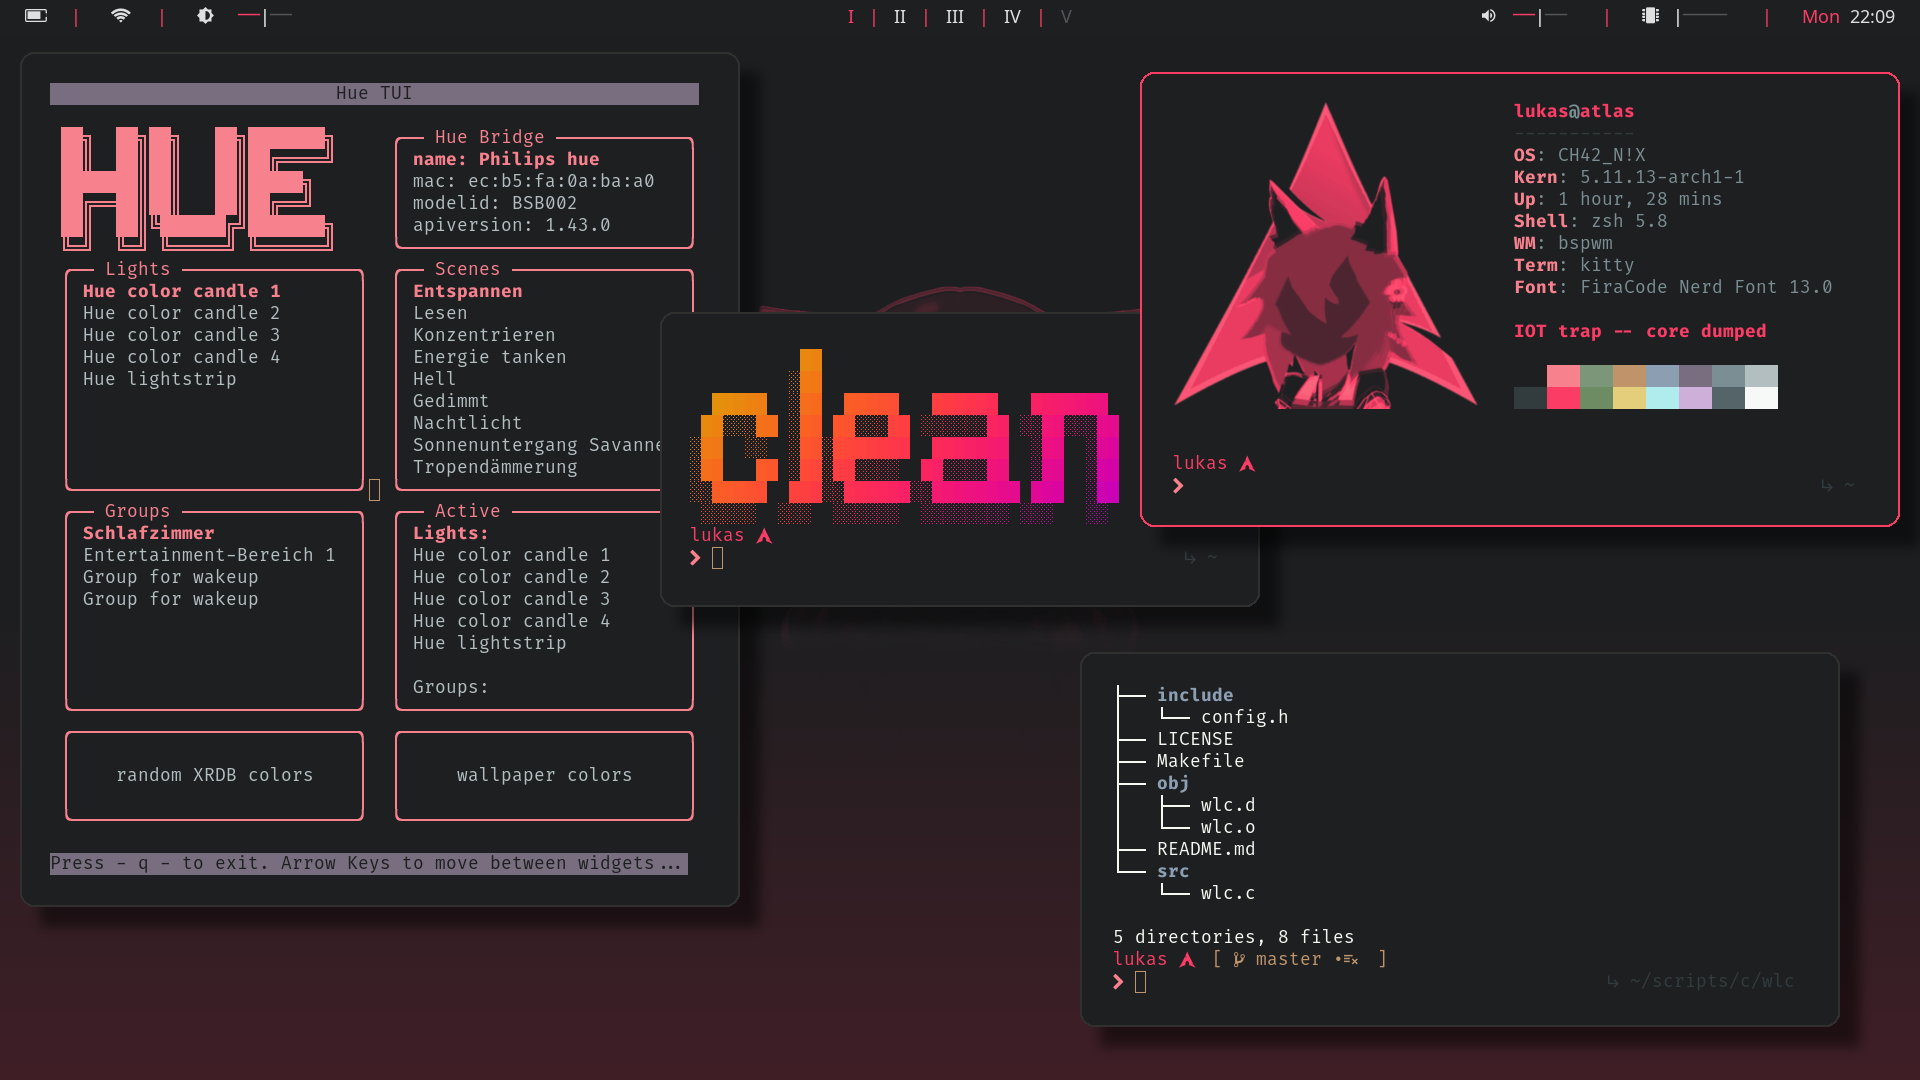 I | II | III | IV | V
Mon 22:09
Hue TUI
HUE
Hue Bridge
name: Philips hue
mac: ec:b5:fa:0a:ba:a0
modelid: BSB002
apiversion: 1.43.0
Lights
Hue color candle 1
Hue color candle 2
Hue color candle 3
Hue color candle 4
Hue lightstrip
Scenes
Entspannen
Lesen
Konzentrieren
Energie tanken
Hell
Gedimmt
Nachtlicht
Sonnenuntergang Savanne
Tropendämmerung
Groups
Schlafzimmer
Entertainment-Bereich 1
Group for wakeup
Group for wakeup
Active
Lights:
Hue color candle 1
Hue color candle 2
Hue color candle 3
Hue color candle 4
Hue lightstrip
Groups:
random XRDB colors
wallpaper colors
Press - q - to exit. Arrow Keys to move between widgets...
clean
lukas
❯
↳ ~
lukas@atlas
-----------
OS: CH42_N!X
Kern: 5.11.13-arch1-1
Up: 1 hour, 28 mins
Shell: zsh 5.8
WM: bspwm
Term: kitty
Font: FiraCode Nerd Font 13.0
IOT trap -- core dumped
lukas
❯
↳ ~
├── include
│   └── config.h
├── LICENSE
├── Makefile
├── obj
│   ├── wlc.d
│   └── wlc.o
├── README.md
└── src
    └── wlc.c
5 directories, 8 files
lukas [ master •≡× ]
❯
↳ ~/scripts/c/wlc